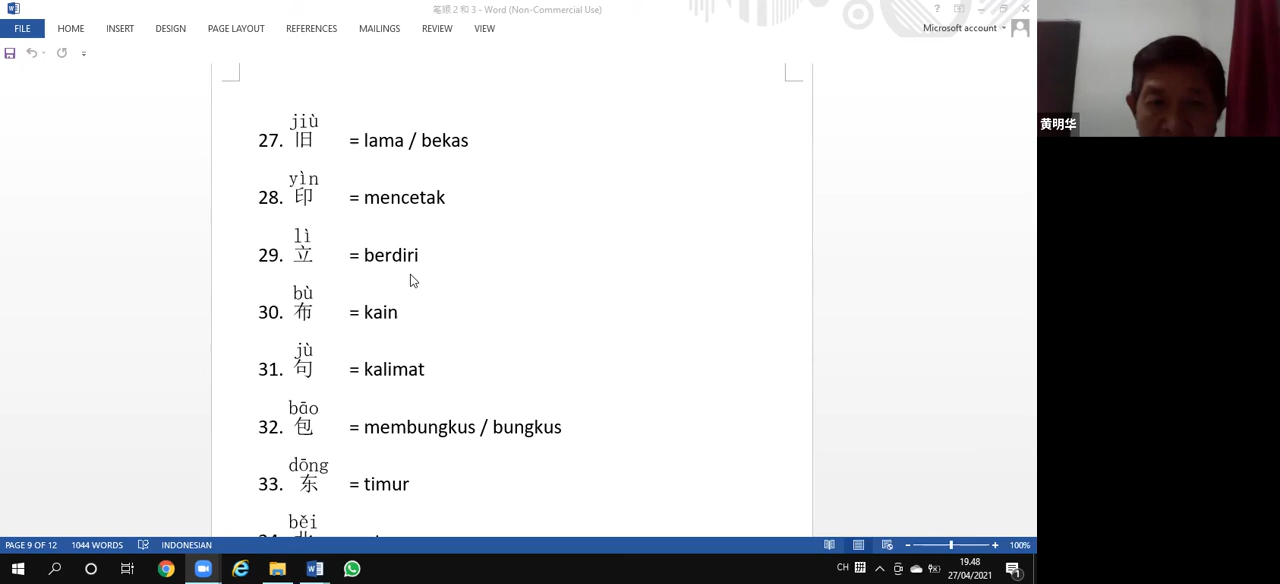 笔顺 2 和 3 - Word (Non-Commercial Use)
FILE HOME INSERT DESIGN PAGE LAYOUT REFERENCES MAILINGS REVIEW VIEW
Microsoft account
黄明华
jiù
27. 旧 = lama / bekas
yìn
28. 印 = mencetak
lì
29. 立 = berdiri
bù
30. 布 = kain
jù
31. 句 = kalimat
bāo
32. 包 = membungkus / bungkus
dōng
33. 东 = timur
běi
PAGE 9 OF 12 1044 WORDS INDONESIAN 100%
CH 19.48
27/04/2021